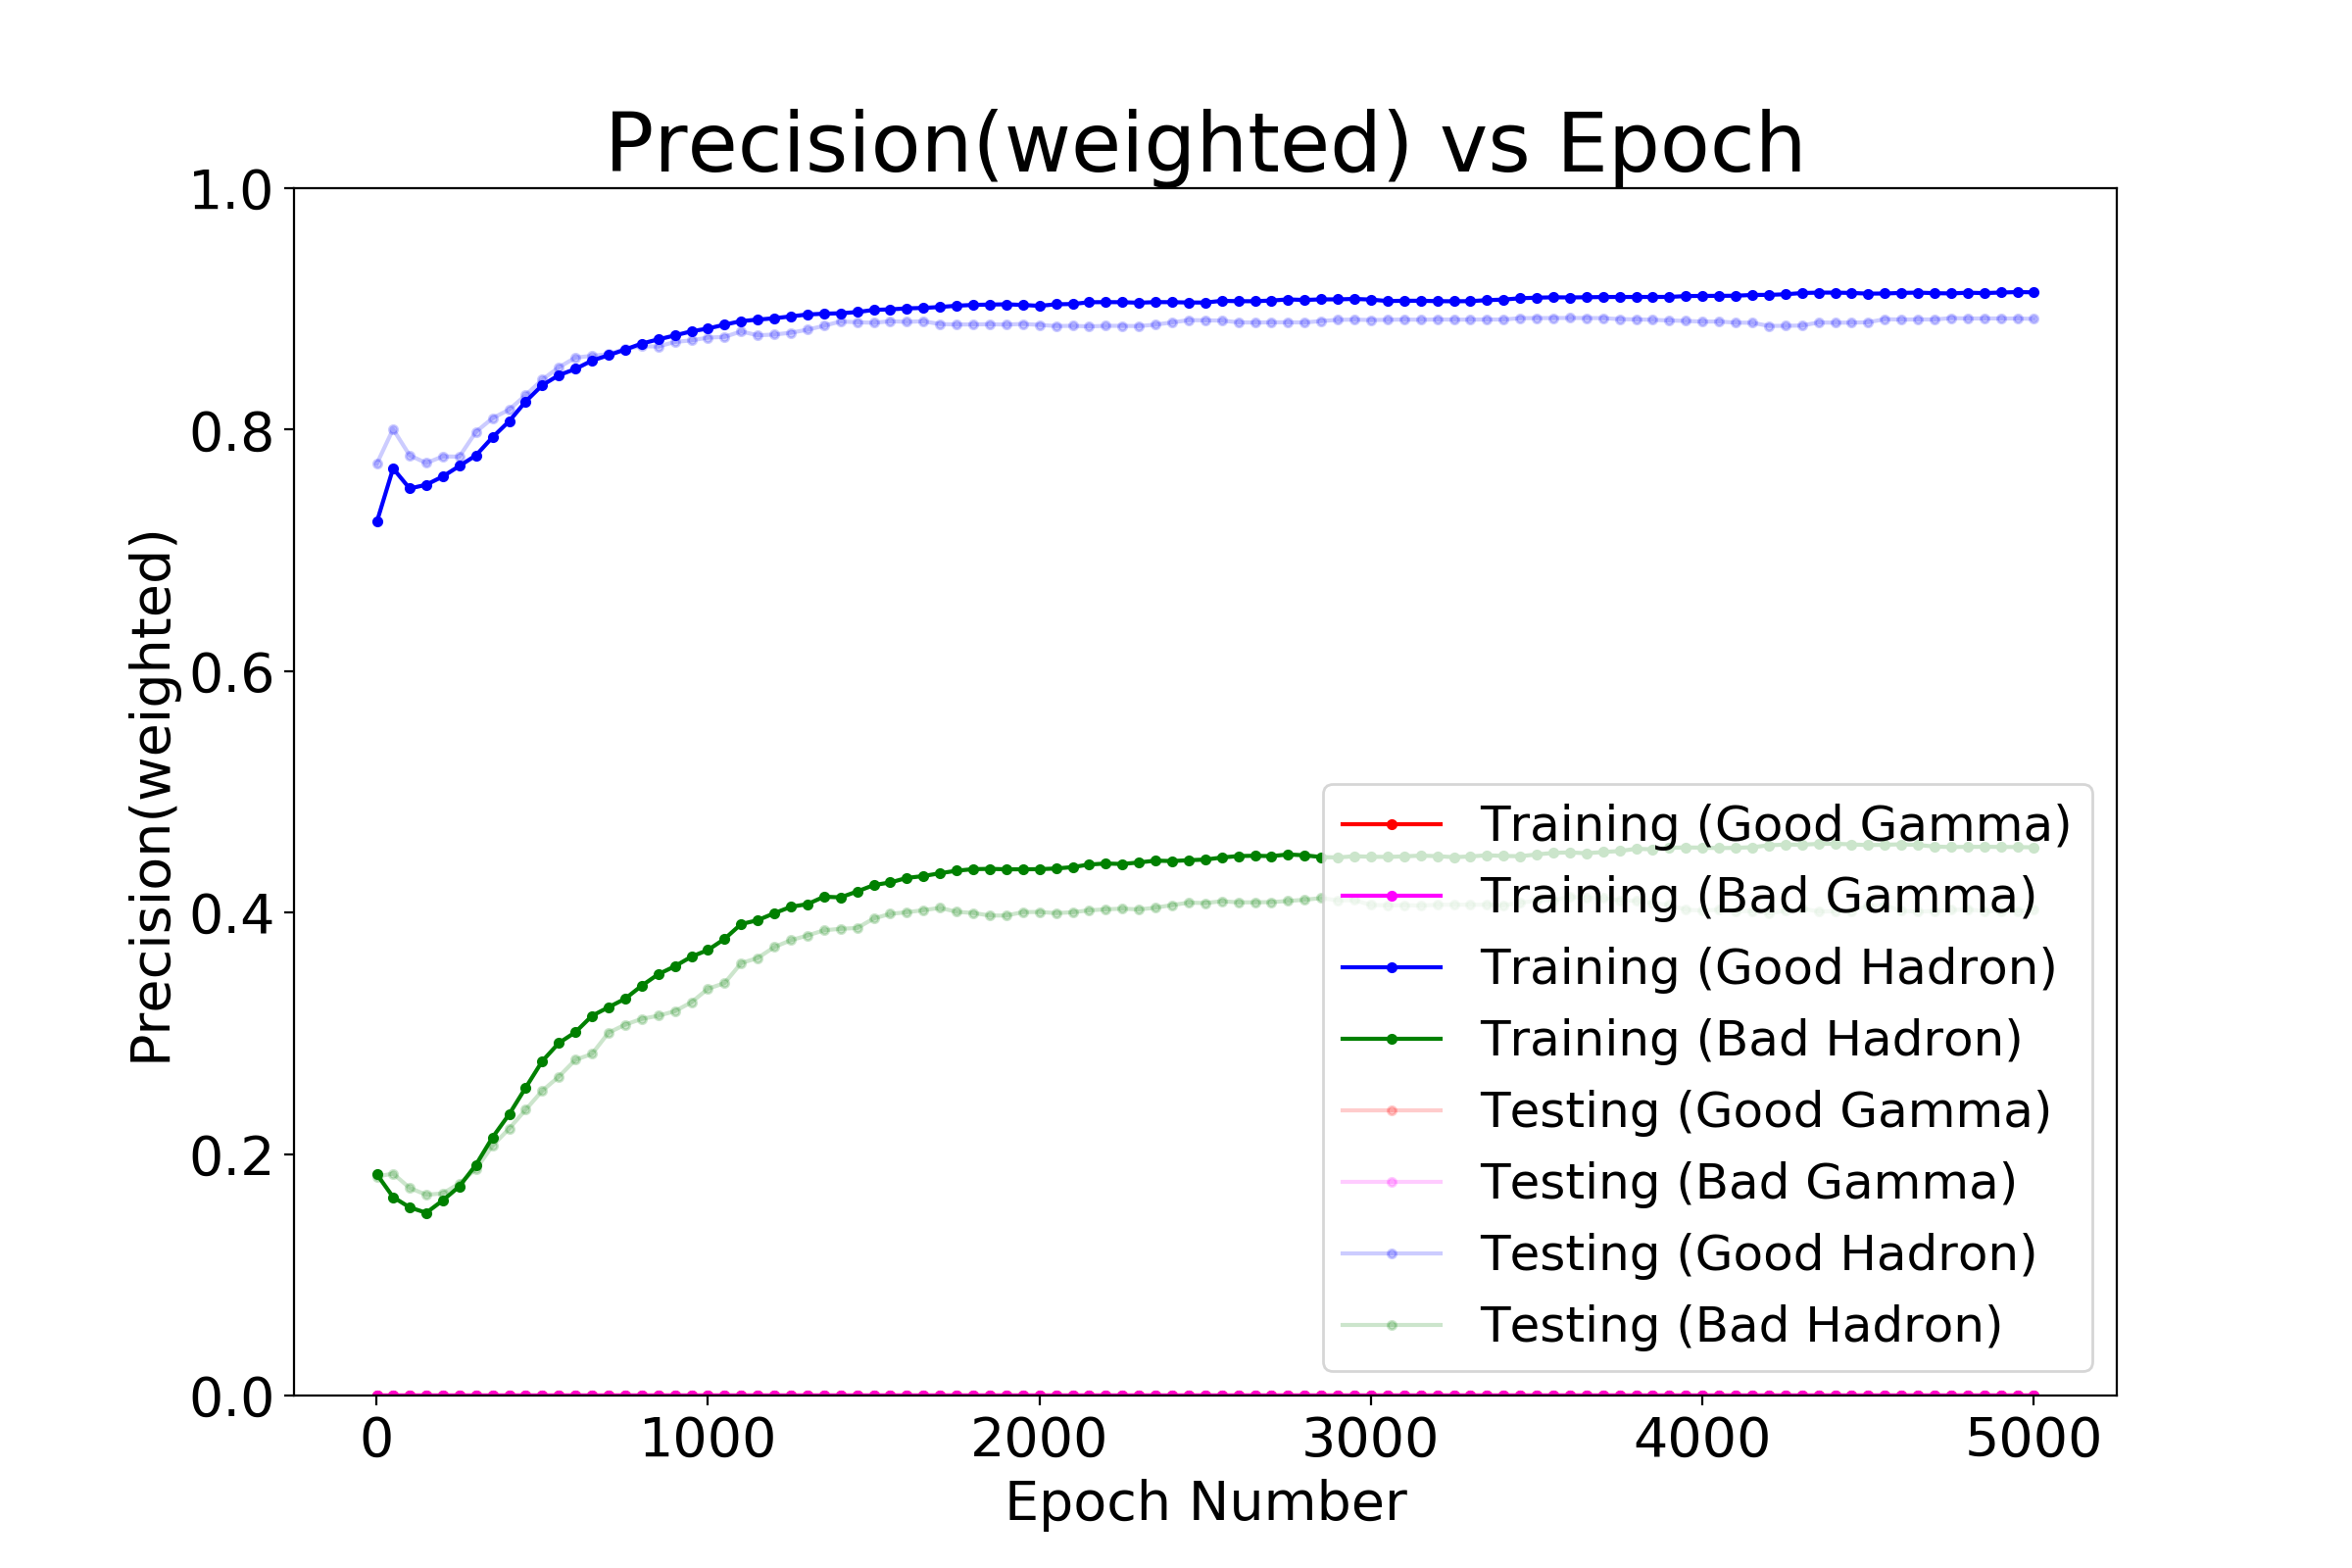 Precision(weighted) vs Epoch
1.0
0.8
0.6
0.4
0.2
0.0
Precision(weighted)
Training (Good Gamma)
Training (Bad Gamma)
Training (Good Hadron)
Training (Bad Hadron)
Testing (Good Gamma)
Testing (Bad Gamma)
Testing (Good Hadron)
Testing (Bad Hadron)
0 1000 2000 3000 4000 5000
Epoch Number